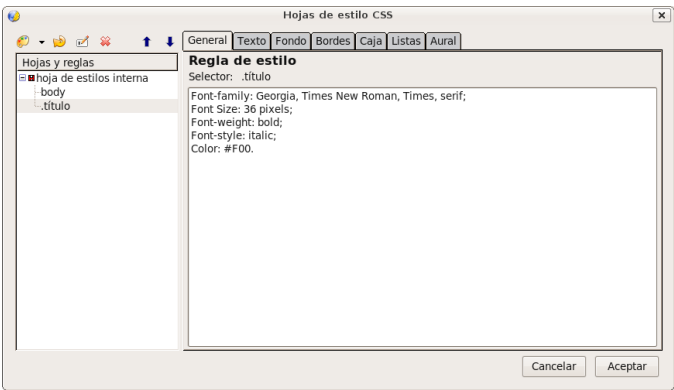 Hojas de estilo CSS
General Texto Fondo Bordes Caja Listas Aural
Hojas y reglas
hoja de estilos interna
body
.título
Regla de estilo
Selector: .título
Font-family: Georgia, Times New Roman, Times, serif;
Font Size: 36 pixels;
Font-weight: bold;
Font-style: italic;
Color: #F00.
Cancelar Aceptar